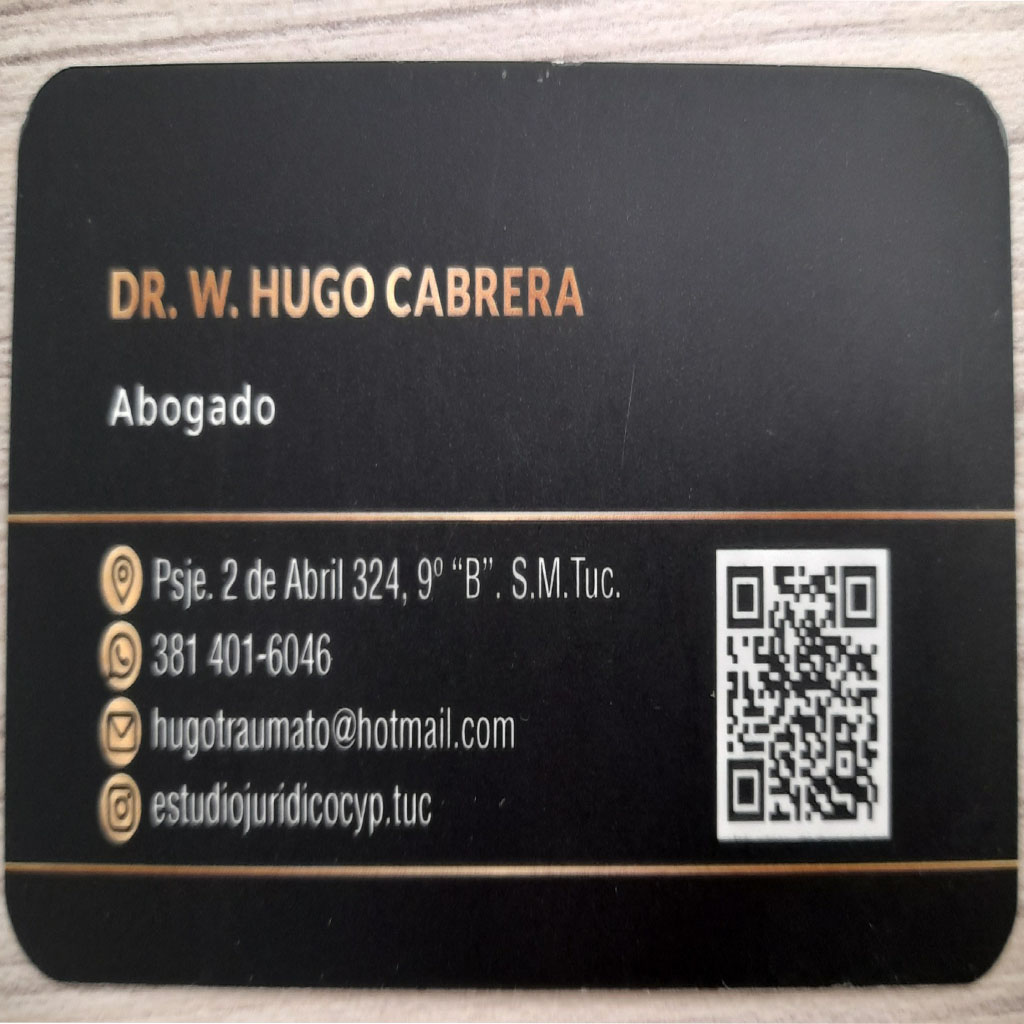 DR. W. HUGO CABRERA
Abogado
Psje. 2 de Abril 324, 9º “B”. S.M.Tuc.
381 401-6046
hugotraumato@hotmail.com
estudiojuridicocyp.tuc